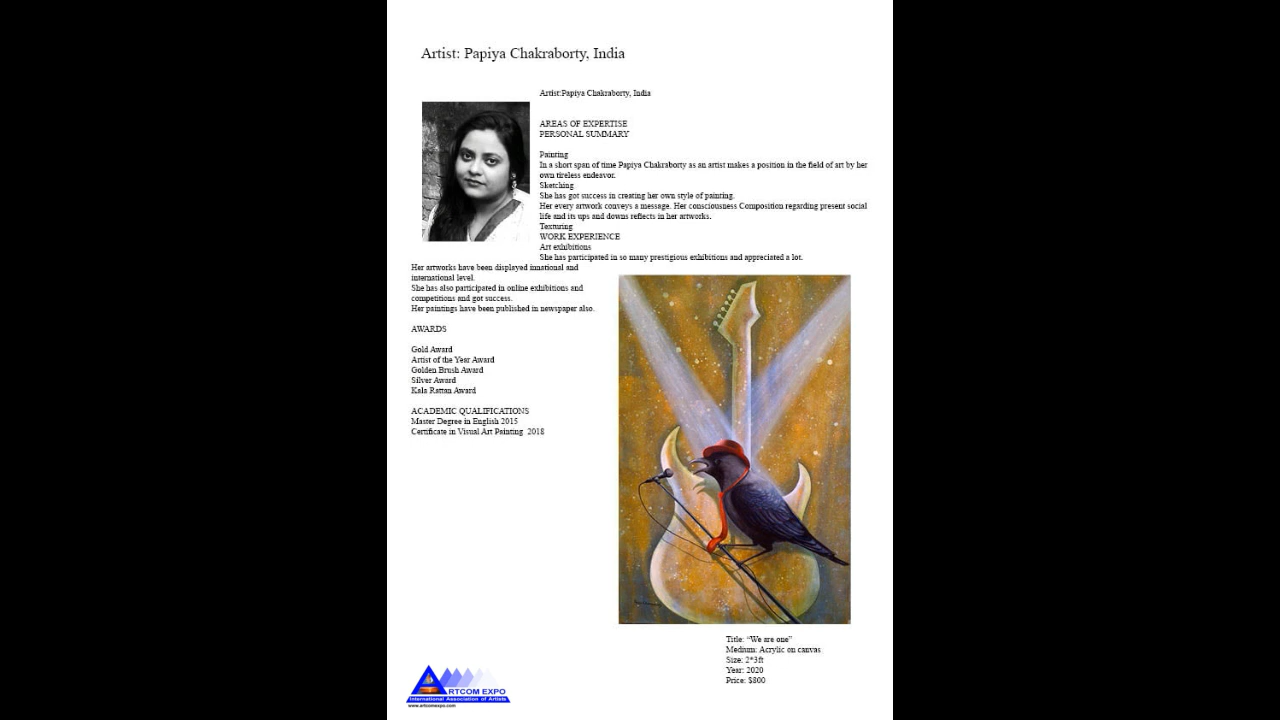 Artist: Papiya Chakraborty, India
Artist:Papiya Chakraborty, India
AREAS OF EXPERTISE
PERSONAL SUMMARY
Painting
In a short span of time Papiya Chakraborty as an artist makes a position in the field of art by her
own tireless endeavor.
Sketching
She has got success in creating her own style of painting.
Her every artwork conveys a message. Her consciousness Composition regarding present social
life and its ups and downs reflects in her artworks.
Texturing
WORK EXPERIENCE
Art exhibitions
She has participated in so many prestigious exhibitions and appreciated a lot.
Her artworks have been displayed innational and
international level.
She has also participated in online exhibitions and
competitions and got success.
Her paintings have been published in newspaper also.
AWARDS
Gold Award
Artist of the Year Award
Golden Brush Award
Silver Award
Kala Rattan Award
ACADEMIC QUALIFICATIONS
Master Degree in English 2015
Certificate in Visual Art Painting 2018
Title: “We are one”
Medium: Acrylic on canvas
Size: 2*3ft
Year: 2020
Price: $800
ARTCOM EXPO
International Association of Artists
www.artcomexpo.com